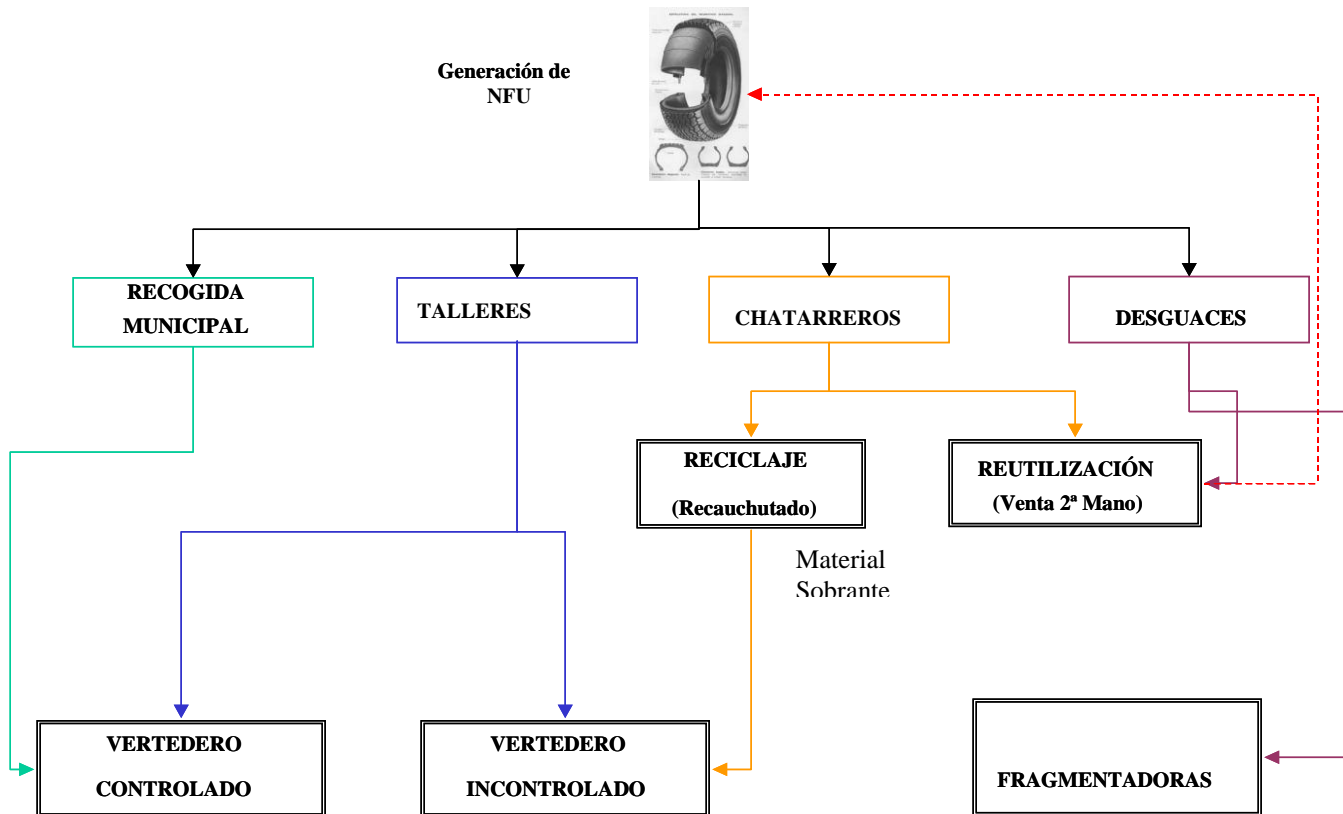 Generación de
NFU
RECOGIDA
MUNICIPAL
TALLERES
CHATARREROS
DESGUACES
RECICLAJE
(Recauchutado)
REUTILIZACIÓN
(Venta 2ª Mano)
Material
Sobrante
VERTEDERO
CONTROLADO
VERTEDERO
INCONTROLADO
FRAGMENTADORAS